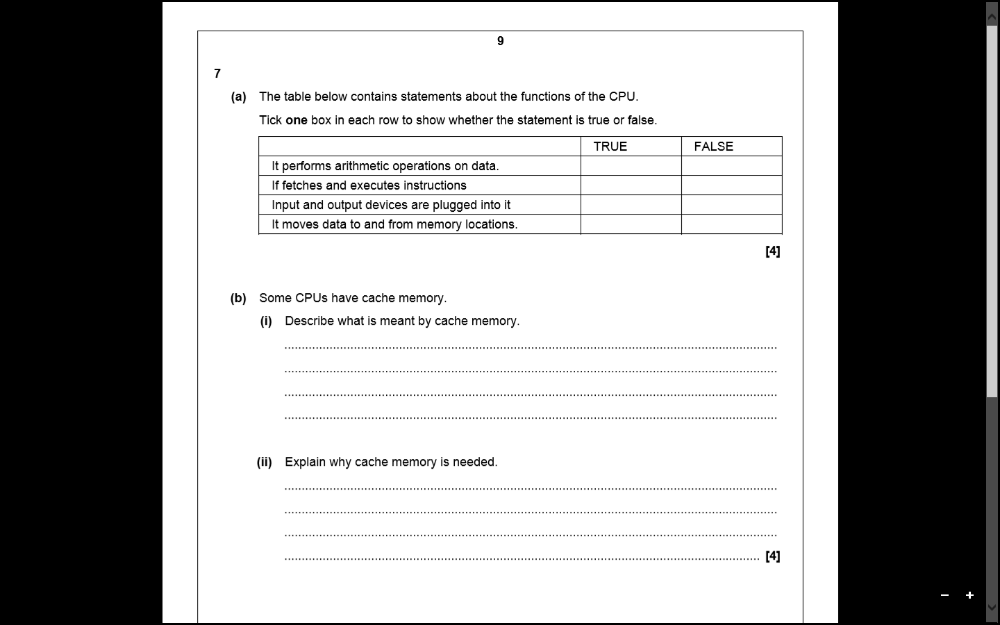 9
7
(a) The table below contains statements about the functions of the CPU.
Tick one box in each row to show whether the statement is true or false.
TRUE FALSE
It performs arithmetic operations on data.
If fetches and executes instructions
Input and output devices are plugged into it
It moves data to and from memory locations.
[4]
(b) Some CPUs have cache memory.
(i) Describe what is meant by cache memory.
(ii) Explain why cache memory is needed.
[4]